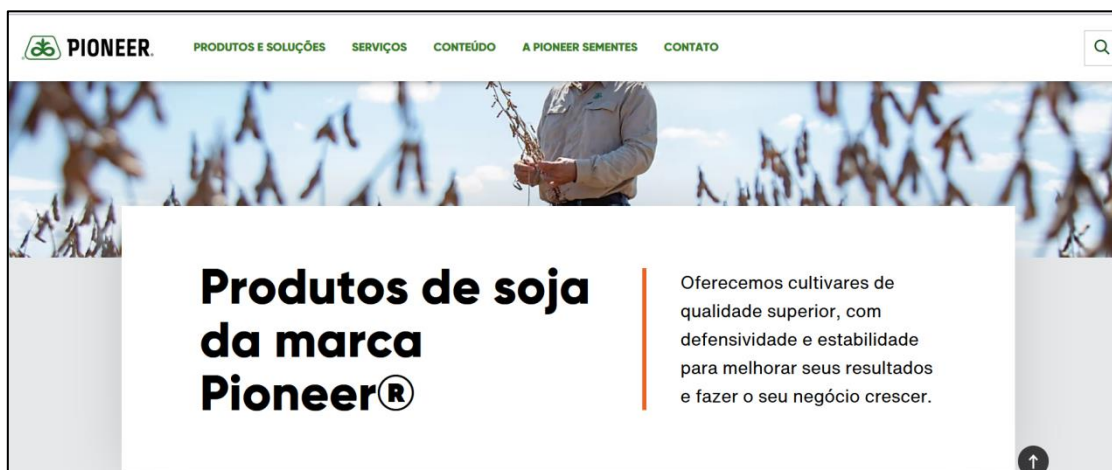 PIONEER.
PRODUTOS E SOLUÇÕES SERVIÇOS CONTEÚDO A PIONEER SEMENTES CONTATO
Produtos de soja
da marca
Pioneer®
Oferecemos cultivares de
qualidade superior, com
defensividade e estabilidade
para melhorar seus resultados
e fazer o seu negócio crescer.